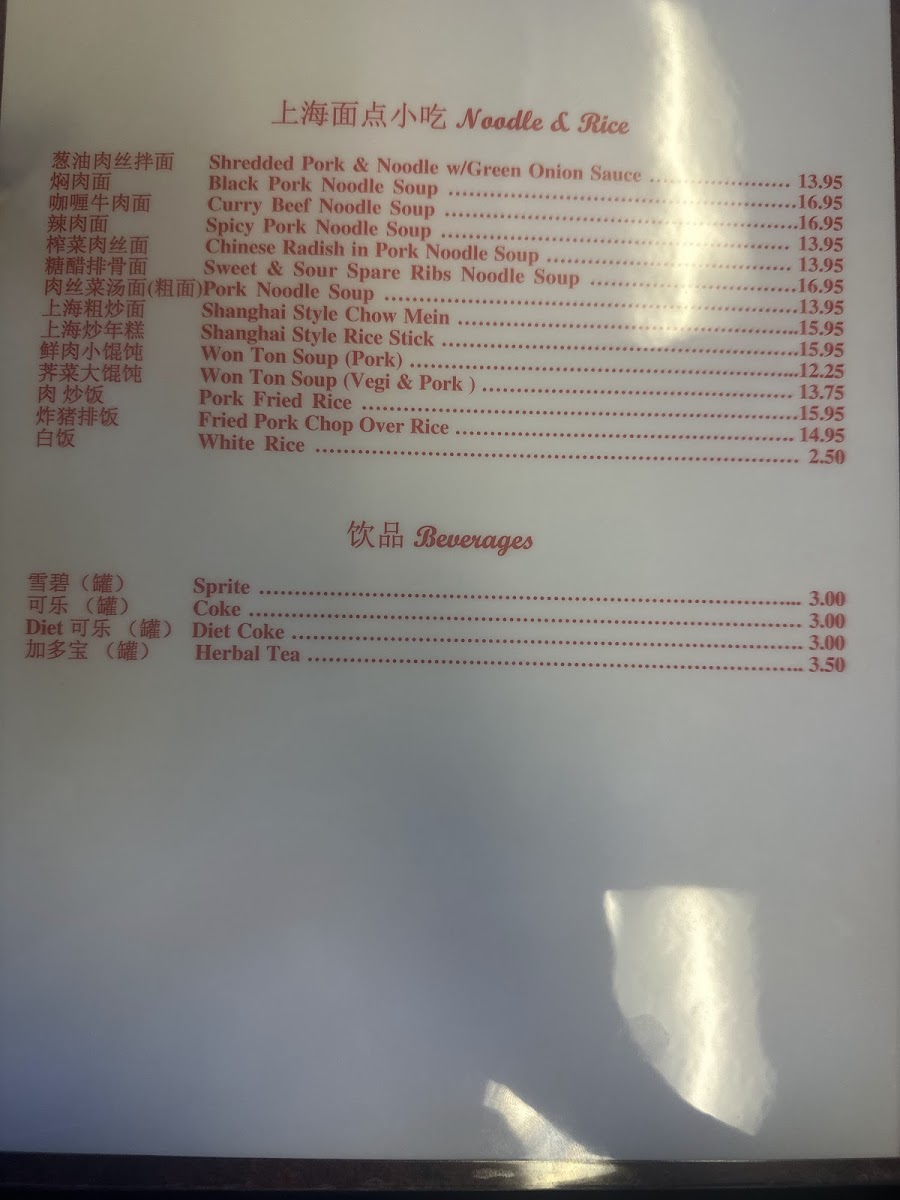 上海面点小吃 Noodle & Rice
葱油肉丝拌面 Shredded Pork & Noodle w/Green Onion Sauce 13.95
焖肉面 Black Pork Noodle Soup 16.95
咖喱牛肉面 Curry Beef Noodle Soup 16.95
辣肉面 Spicy Pork Noodle Soup 13.95
榨菜肉丝面 Chinese Radish in Pork Noodle Soup 13.95
糖醋排骨面 Sweet & Sour Spare Ribs Noodle Soup 16.95
肉丝菜汤面(粗面) Pork Noodle Soup 13.95
上海粗炒面 Shanghai Style Chow Mein 15.95
上海炒年糕 Shanghai Style Rice Stick 15.95
鲜肉小馄饨 Won Ton Soup (Pork) 12.25
荠菜大馄饨 Won Ton Soup (Vegi & Pork ) 13.75
肉 炒饭 Pork Fried Rice 15.95
炸猪排饭 Fried Pork Chop Over Rice 14.95
白饭 White Rice 2.50
饮品 Beverages
雪碧（罐） Sprite 3.00
可乐 （罐） Coke 3.00
Diet 可乐 （罐） Diet Coke 3.00
加多宝 （罐） Herbal Tea 3.50